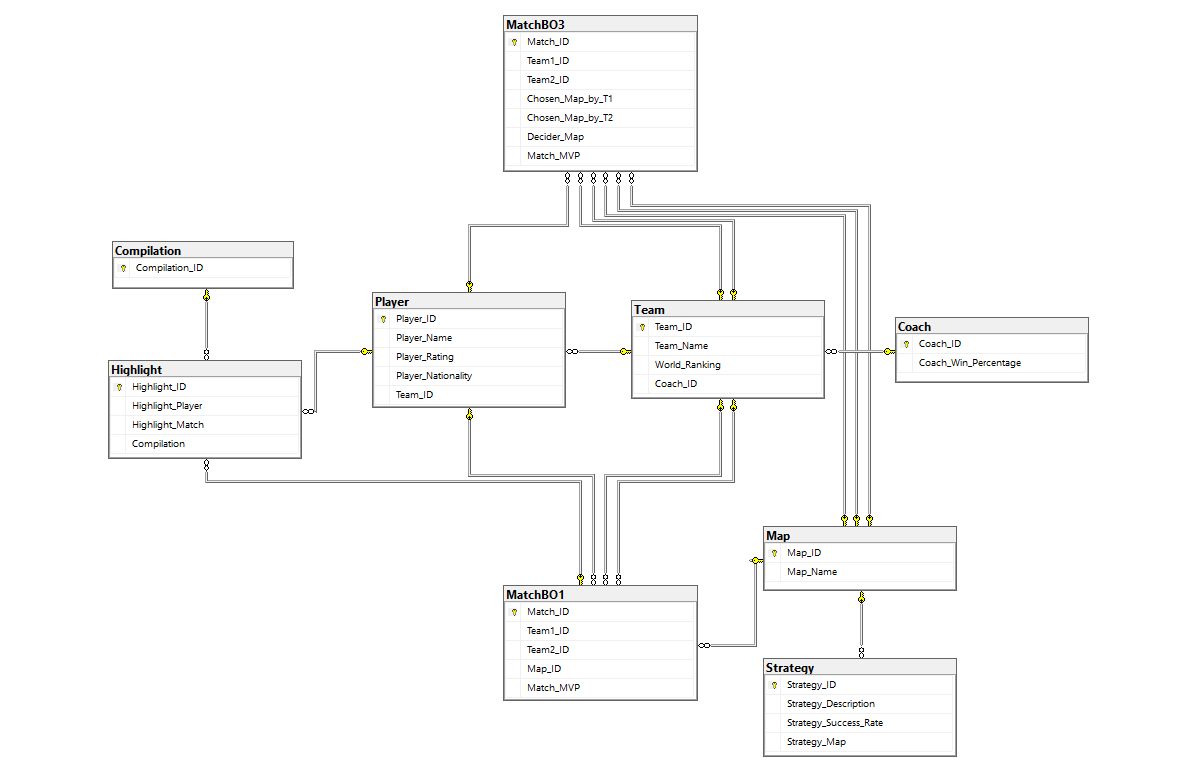 MatchBO3
Match_ID
Team1_ID
Team2_ID
Chosen_Map_by_T1
Chosen_Map_by_T2
Decider_Map
Match_MVP
Compilation
Compilation_ID
Player
Player_ID
Player_Name
Player_Rating
Player_Nationality
Team_ID
Team
Team_ID
Team_Name
World_Ranking
Coach_ID
Coach
Coach_ID
Coach_Win_Percentage
Highlight
Highlight_ID
Highlight_Player
Highlight_Match
Compilation
MatchBO1
Match_ID
Team1_ID
Team2_ID
Map_ID
Match_MVP
Map
Map_ID
Map_Name
Strategy
Strategy_ID
Strategy_Description
Strategy_Success_Rate
Strategy_Map